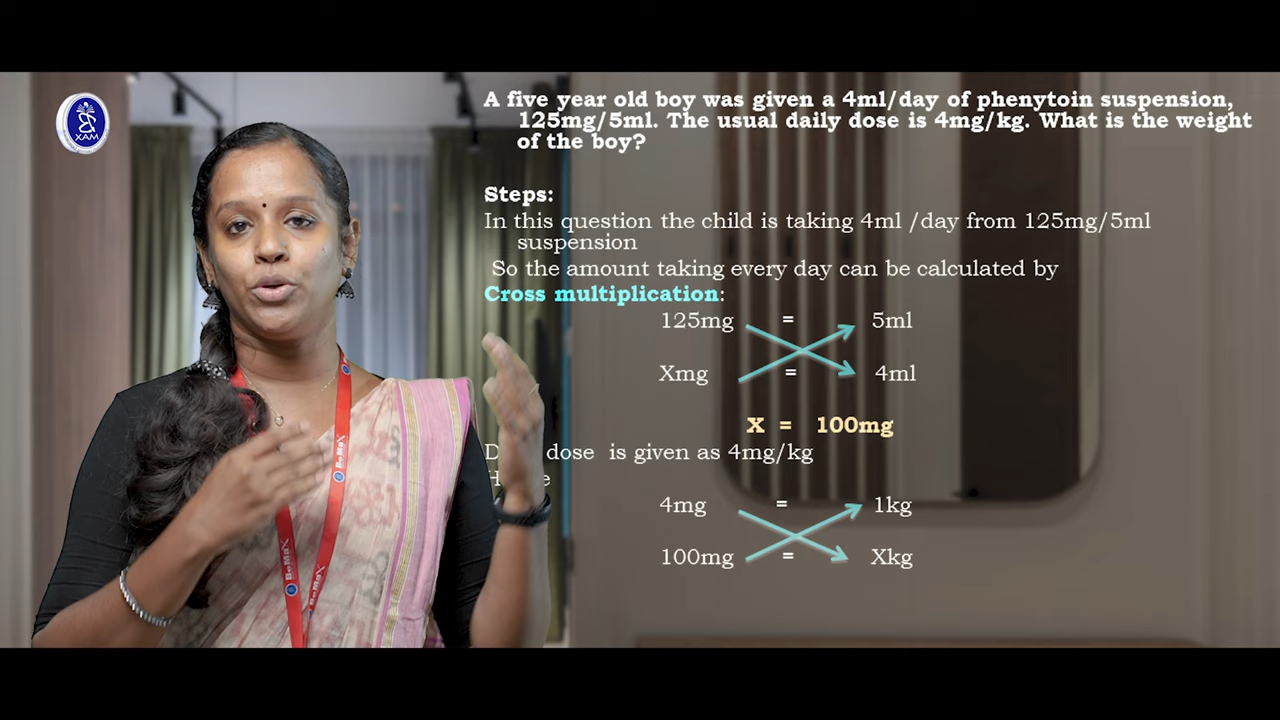 XAM
A five year old boy was given a 4ml/day of phenytoin suspension,
125mg/5ml. The usual daily dose is 4mg/kg. What is the weight
of the boy?
Steps:
In this question the child is taking 4ml /day from 125mg/5ml
suspension
So the amount taking every day can be calculated by
Cross multiplication:
125mg = 5ml
Xmg = 4ml
X = 100mg
dose is given as 4mg/kg
4mg = 1kg
100mg = Xkg
BeMax
BeMax
BeMax